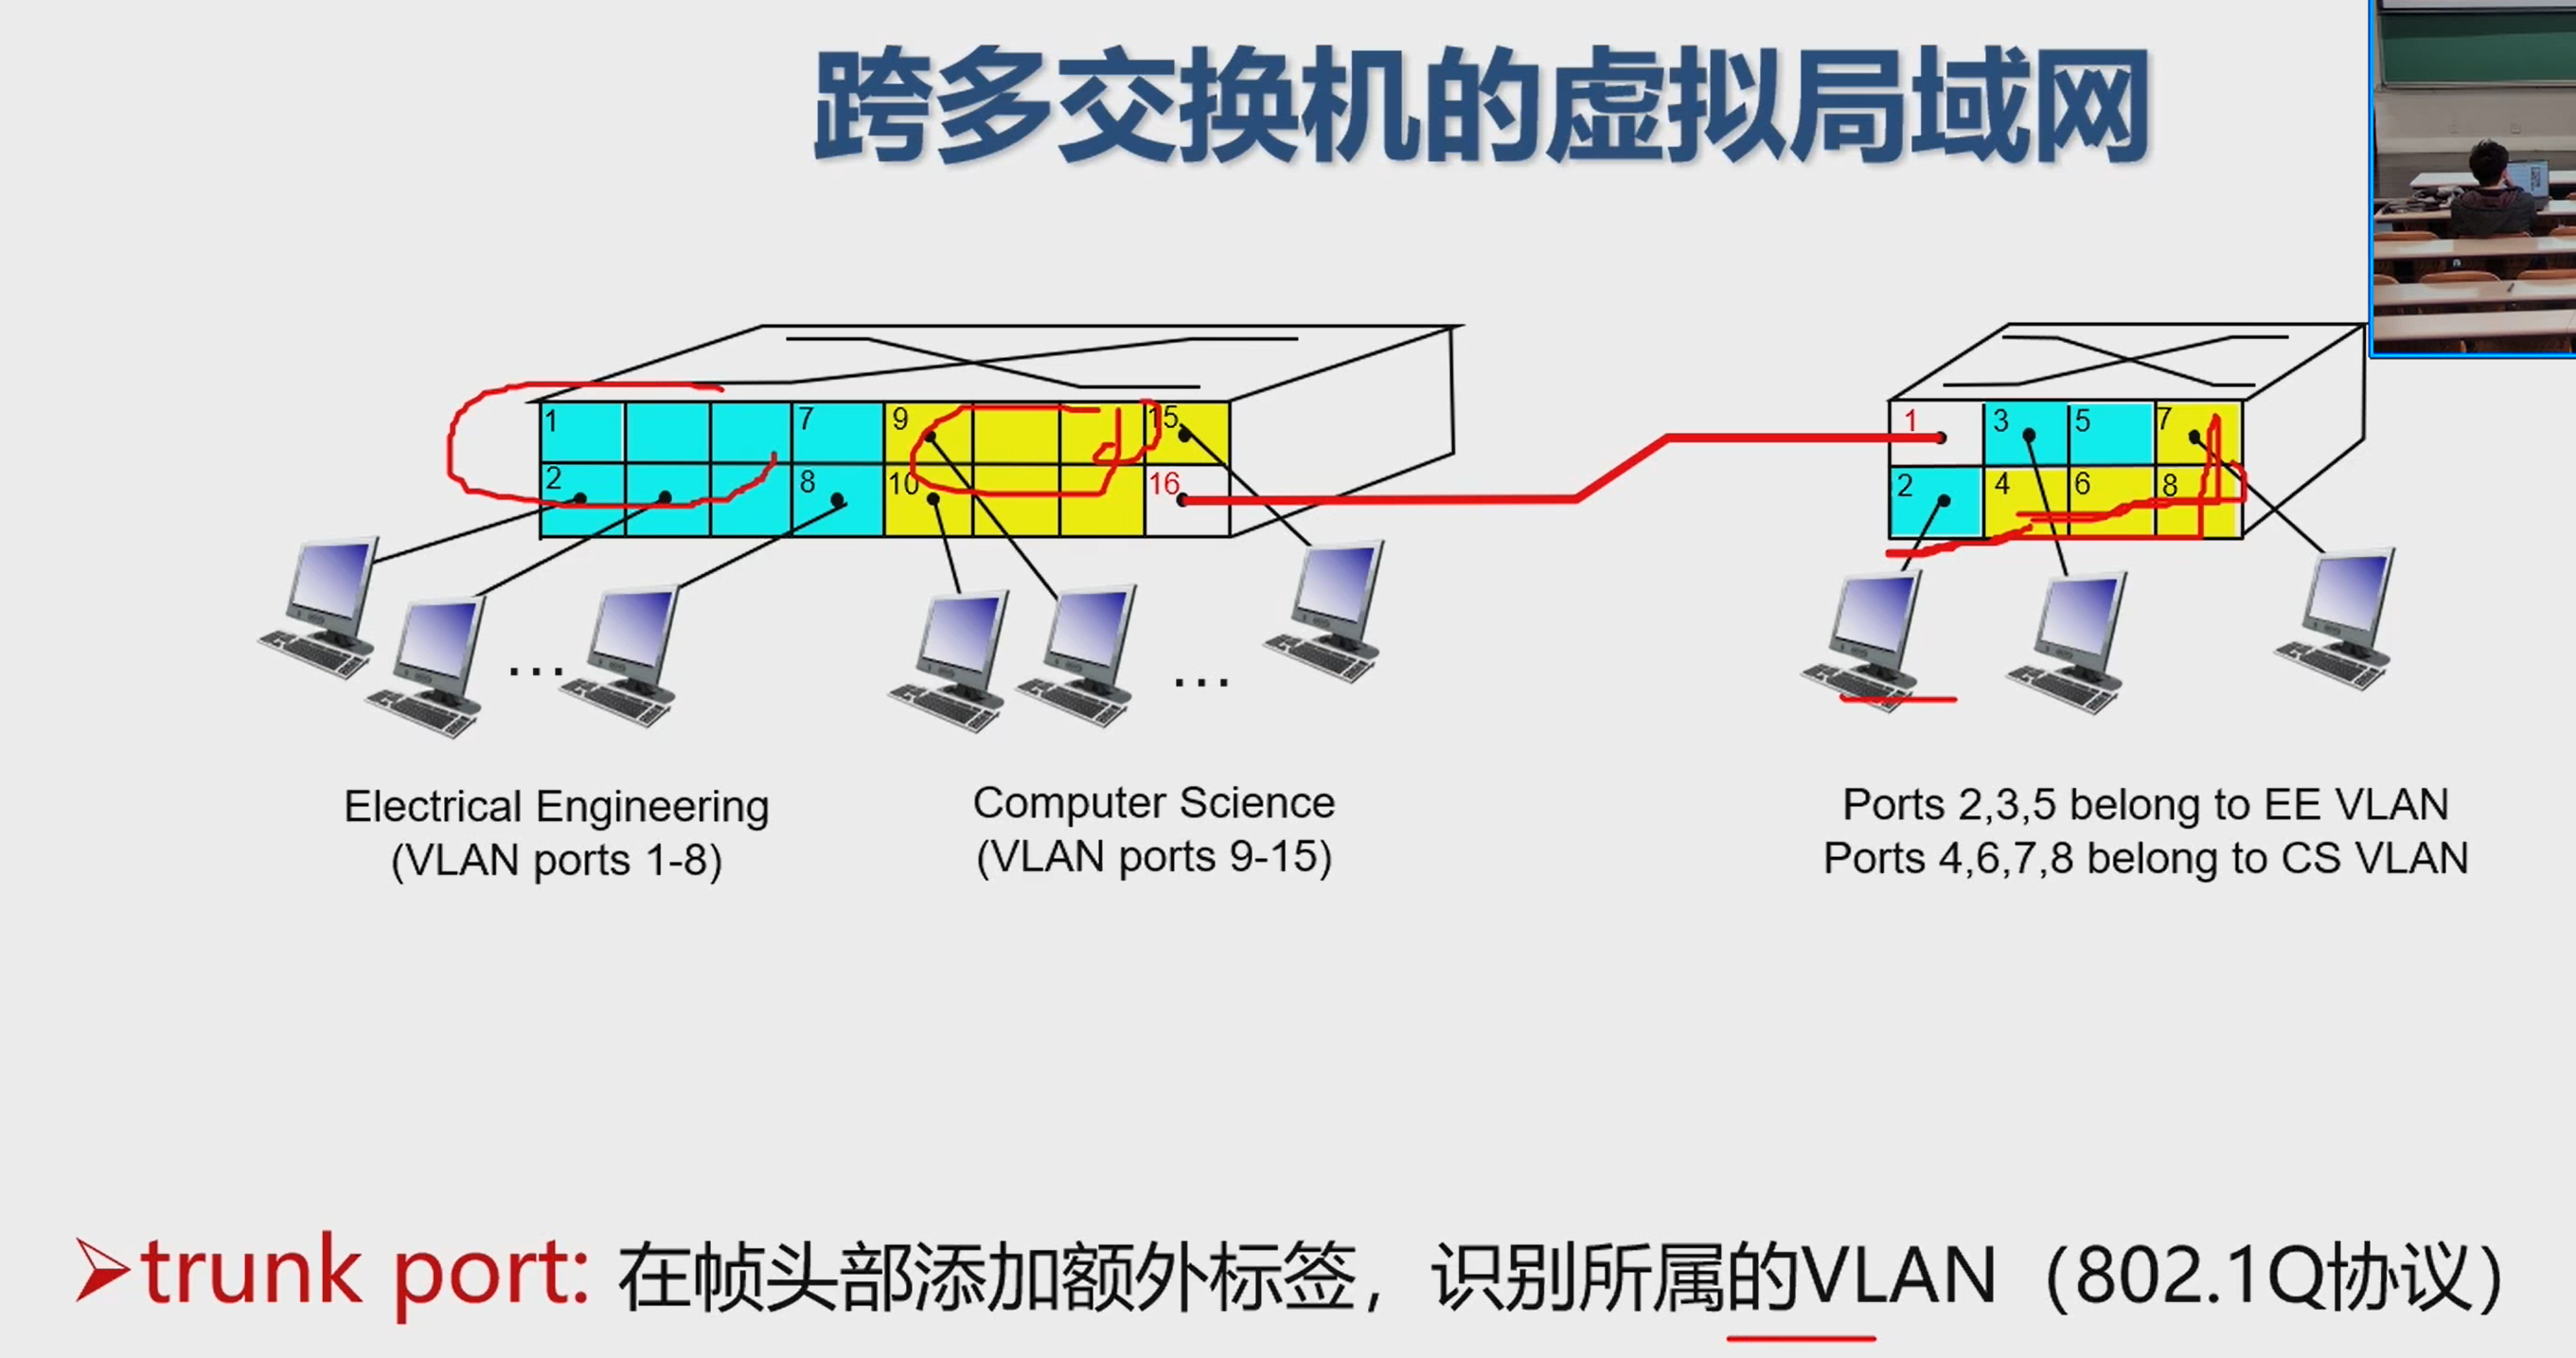 跨多交换机的虚拟局域网
1 7 9 15
2 8 10 16
1 3 5 7
2 4 6 8
...
...
Electrical Engineering
(VLAN ports 1-8)
Computer Science
(VLAN ports 9-15)
Ports 2,3,5 belong to EE VLAN
Ports 4,6,7,8 belong to CS VLAN
➢trunk port: 在帧头部添加额外标签，识别所属的VLAN（802.1Q协议）